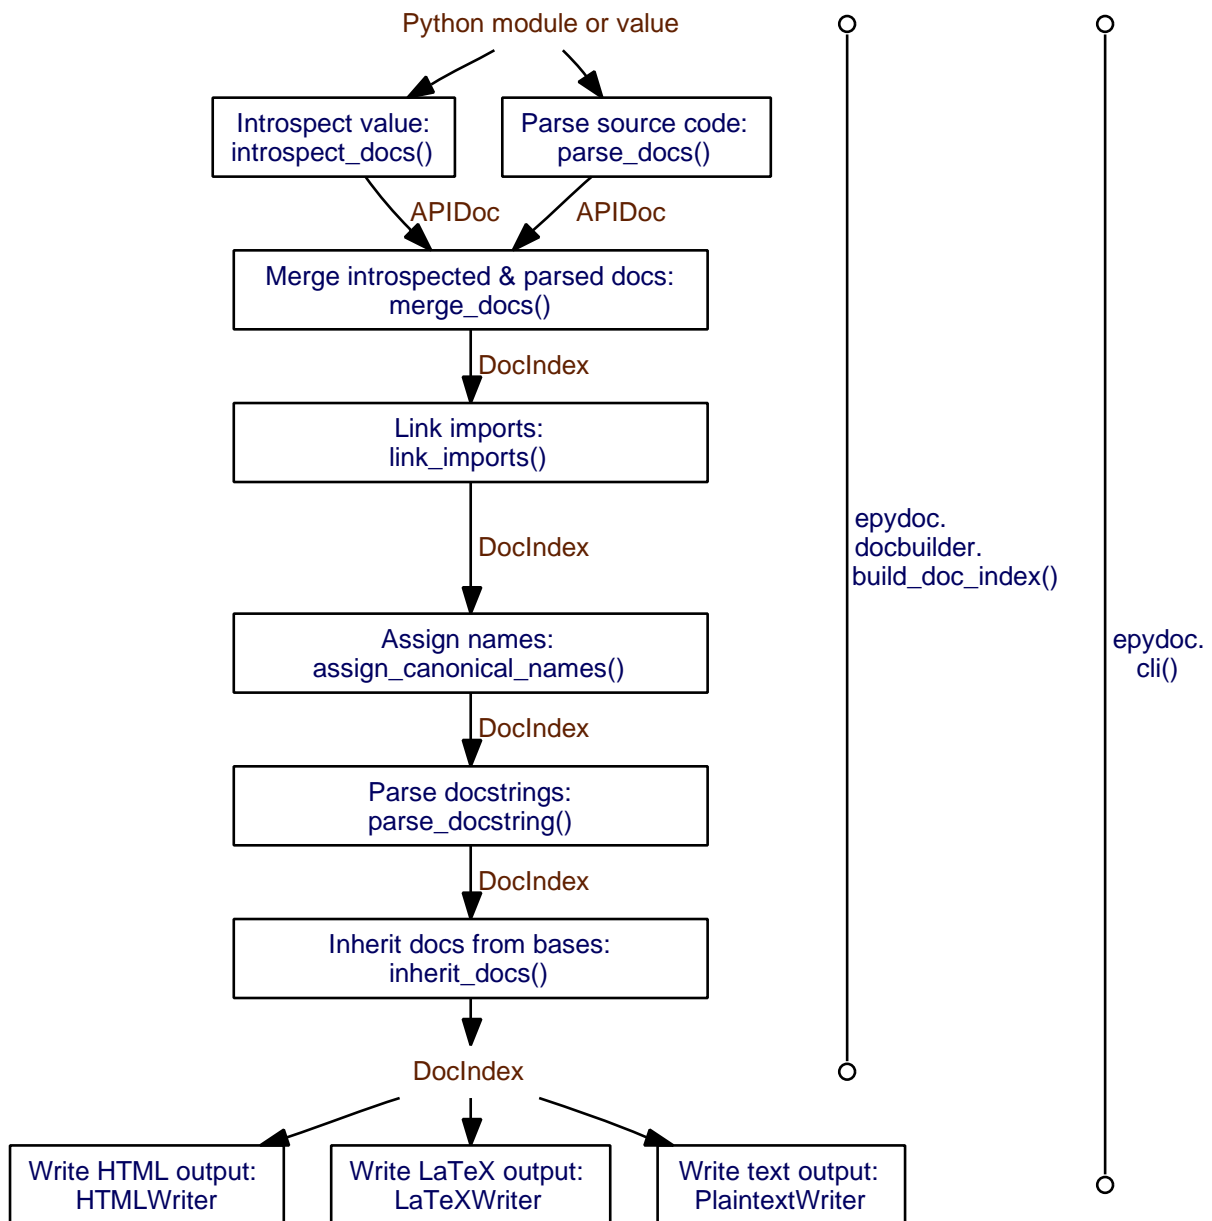 Python module or value
Introspect value:
introspect_docs()
Parse source code:
parse_docs()
APIDoc
APIDoc
Merge introspected & parsed docs:
merge_docs()
DocIndex
Link imports:
link_imports()
DocIndex
Assign names:
assign_canonical_names()
DocIndex
Parse docstrings:
parse_docstring()
DocIndex
Inherit docs from bases:
inherit_docs()
DocIndex
Write HTML output:
HTMLWriter
Write LaTeX output:
LaTeXWriter
Write text output:
PlaintextWriter
epydoc.
docbuilder.
build_doc_index()
epydoc.
cli()